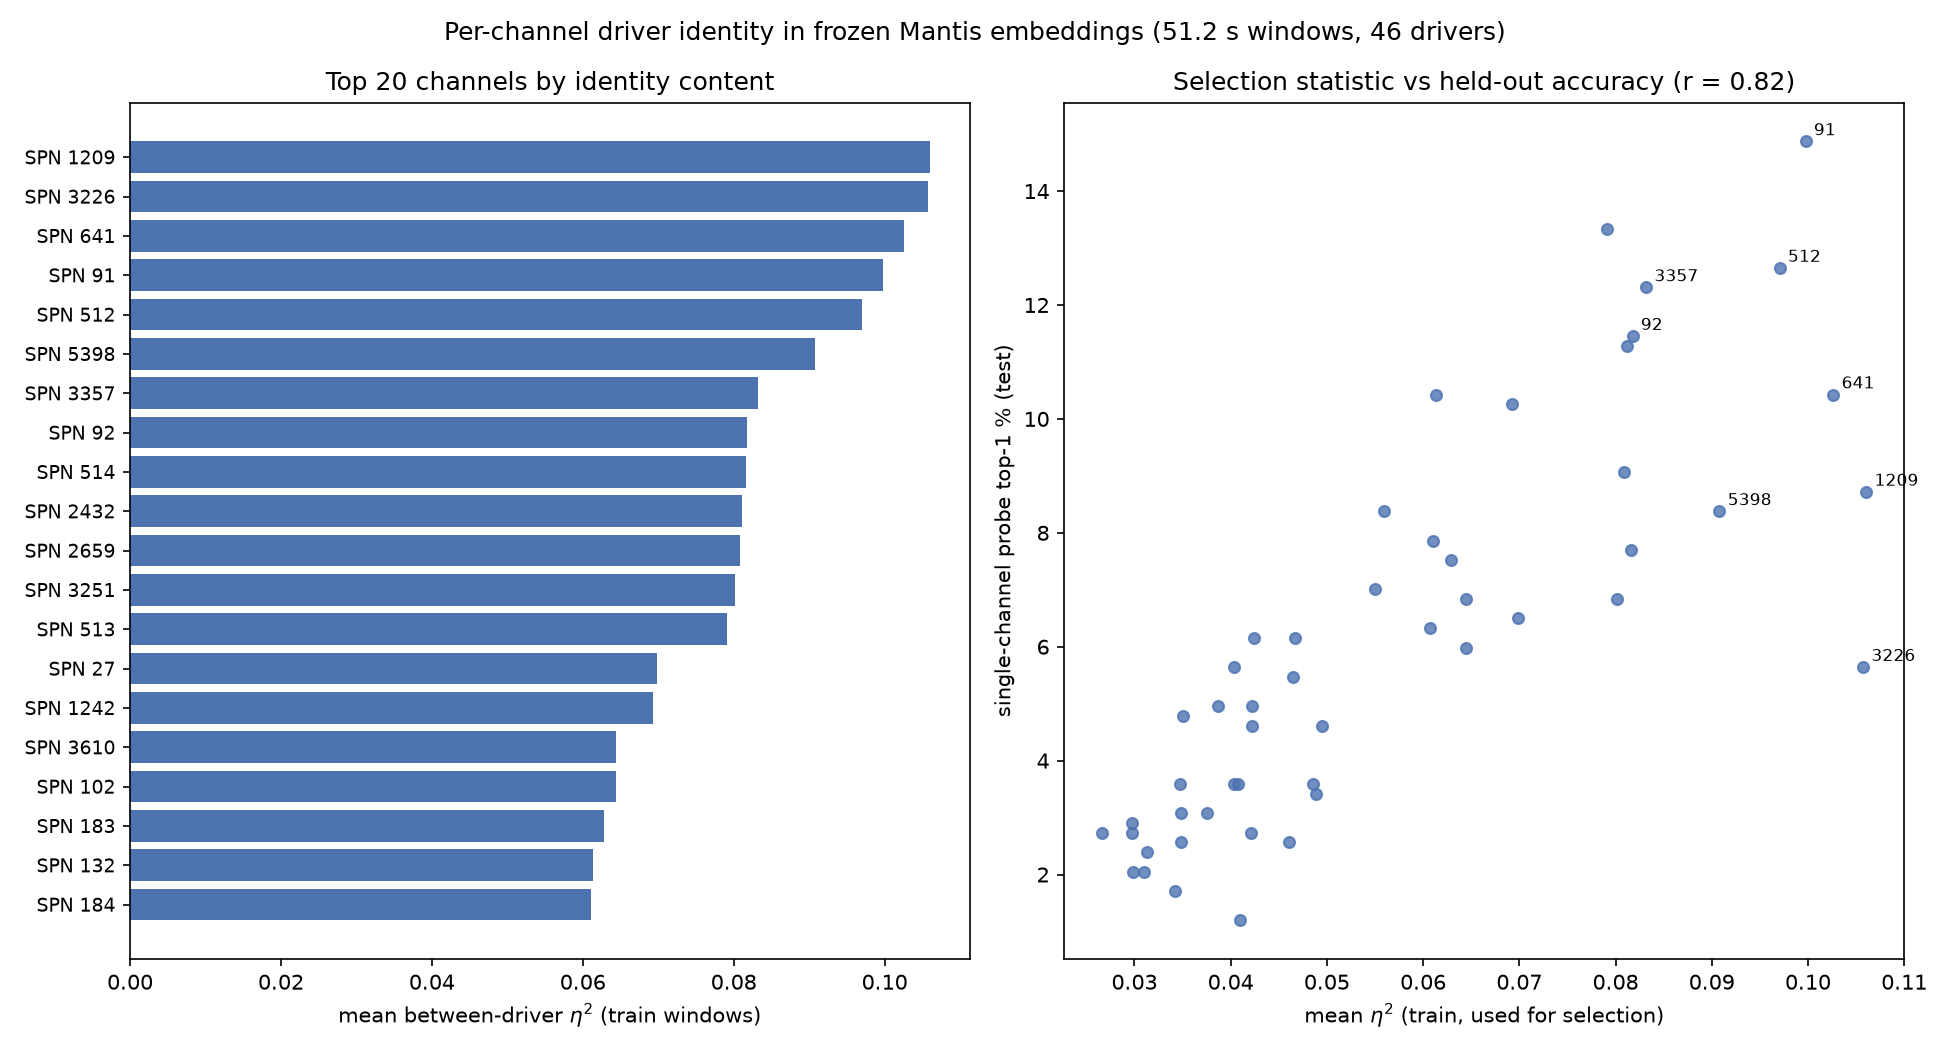 Per-channel driver identity in frozen Mantis embeddings (51.2 s windows, 46 drivers)
Top 20 channels by identity content
SPN 1209
SPN 3226
SPN 641
SPN 91
SPN 512
SPN 5398
SPN 3357
SPN 92
SPN 514
SPN 2432
SPN 2659
SPN 3251
SPN 513
SPN 27
SPN 1242
SPN 3610
SPN 102
SPN 183
SPN 132
SPN 184
0.00 0.02 0.04 0.06 0.08 0.10
mean between-driver η² (train windows)
Selection statistic vs held-out accuracy (r = 0.82)
single-channel probe top-1 % (test)
14
12
10
8
6
4
2
91
512
3357
92
641
1209
5398
3226
0.03 0.04 0.05 0.06 0.07 0.08 0.09 0.10 0.11
mean η² (train, used for selection)